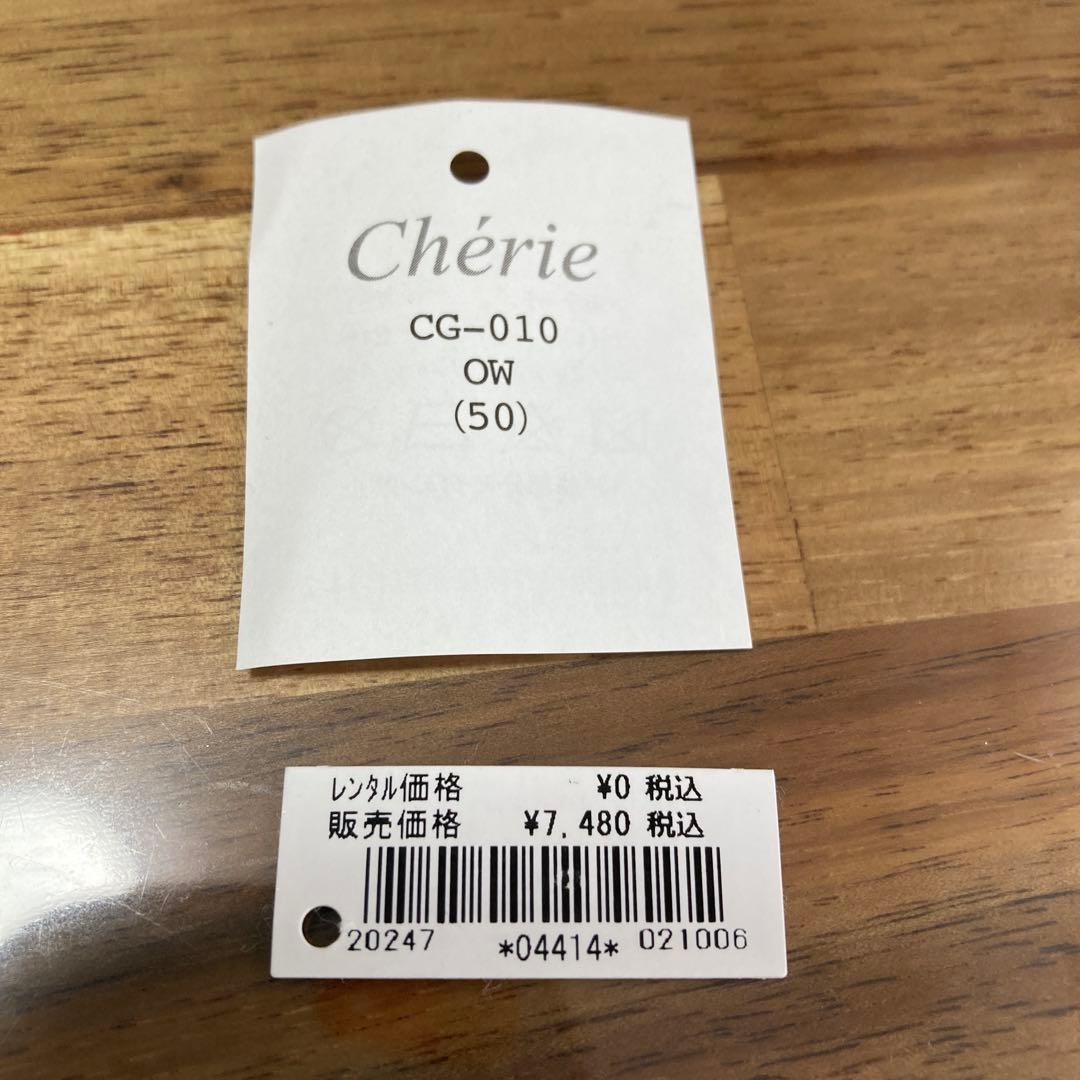 Chérie
CG-010
OW
(50)
レンタル価格 ¥0 税込
販売価格 ¥7,480 税込
20247 *04414* 021006